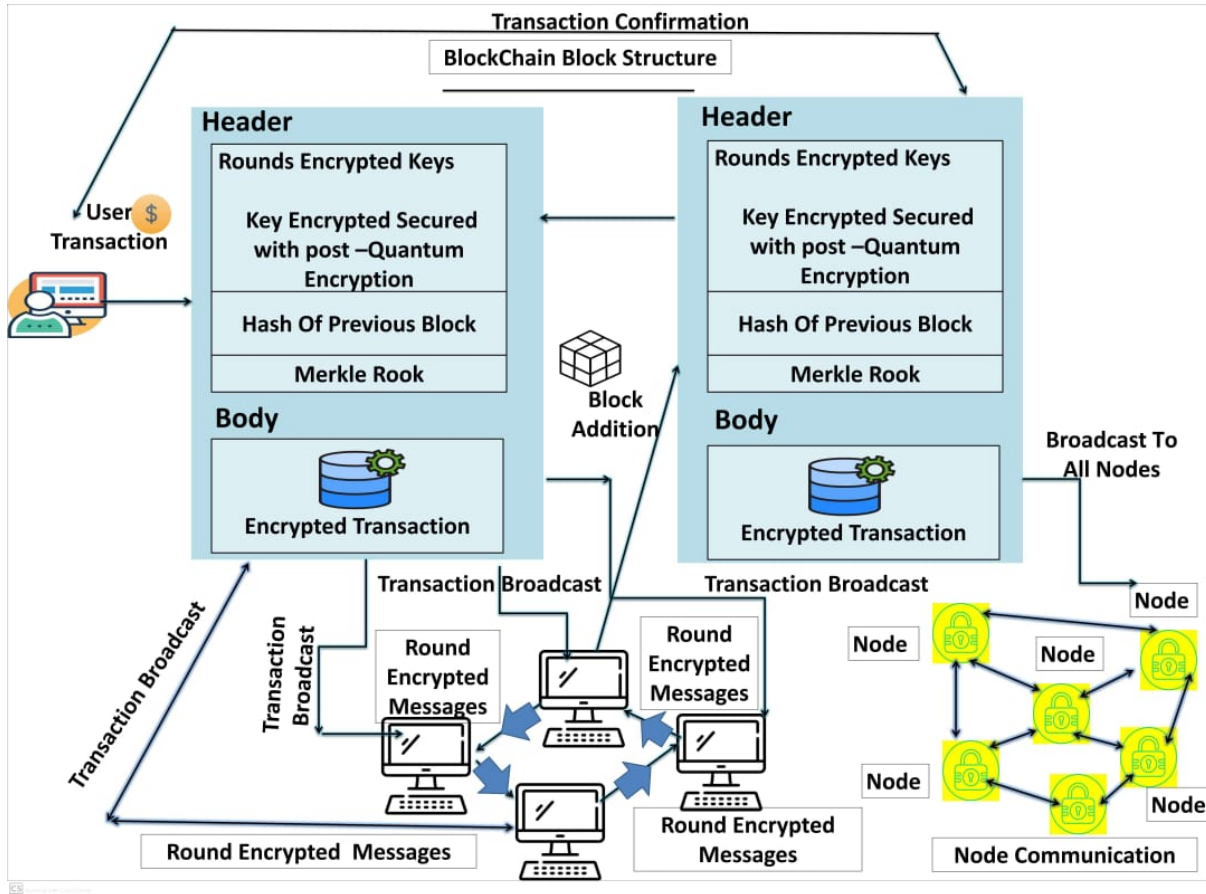 Transaction Confirmation
BlockChain Block Structure
User
Transaction
$
Header
Rounds Encrypted Keys
Key Encrypted Secured
with post –Quantum
Encryption
Hash Of Previous Block
Merkle Rook
Body
Encrypted Transaction
Block
Addition
Header
Rounds Encrypted Keys
Key Encrypted Secured
with post –Quantum
Encryption
Hash Of Previous Block
Merkle Rook
Body
Encrypted Transaction
Broadcast To
All Nodes
Transaction Broadcast
Transaction Broadcast
Transaction Broadcast
Transaction
Broadcast
Round
Encrypted
Messages
Round
Encrypted
Messages
Round Encrypted Messages
Round Encrypted
Messages
Node
Node
Node
Node
Node
Node Communication
CS